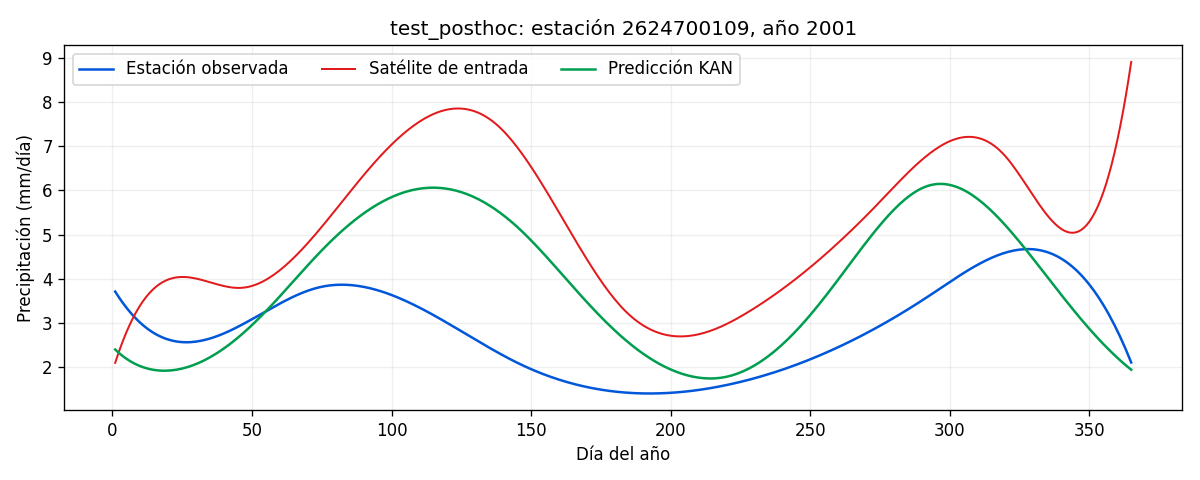 test_posthoc: estación 2624700109, año 2001
Estación observada Satélite de entrada Predicción KAN
Precipitación (mm/día)
9
8
7
6
5
4
3
2
0 50 100 150 200 250 300 350
Día del año